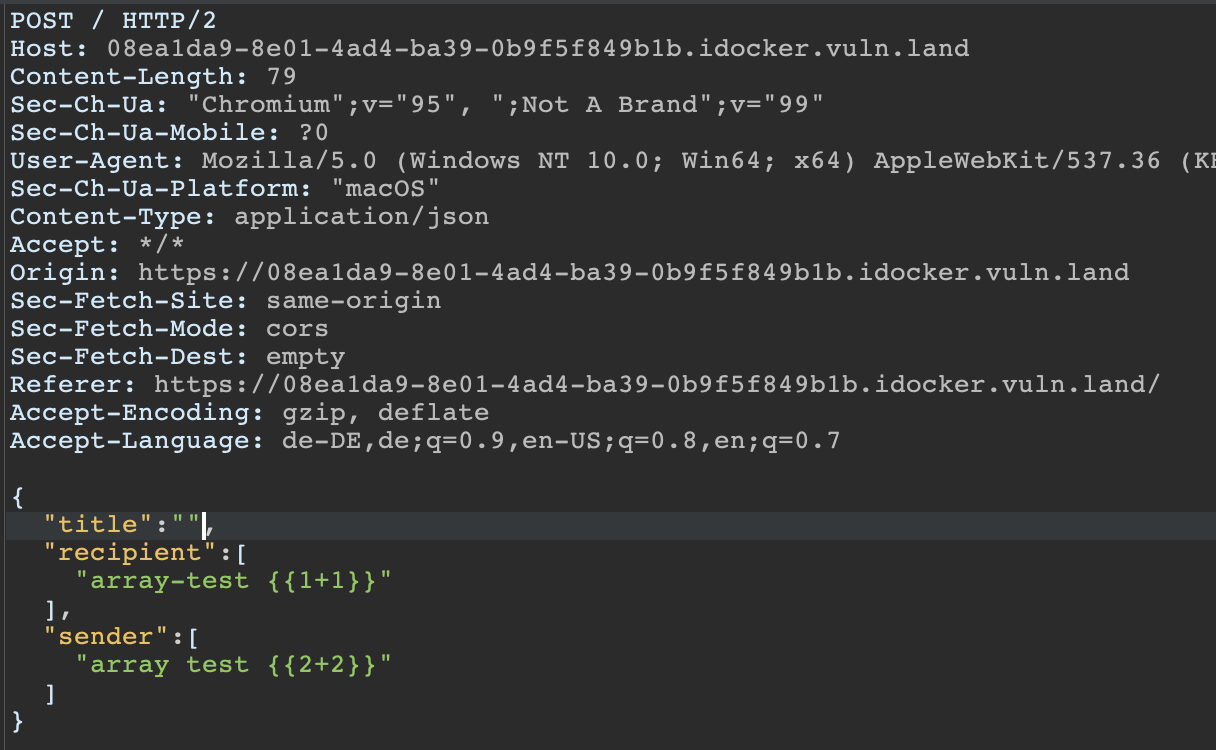 POST / HTTP/2
Host: 08ea1da9-8e01-4ad4-ba39-0b9f5f849b1b.idocker.vuln.land
Content-Length: 79
Sec-Ch-Ua: "Chromium";v="95", ";Not A Brand";v="99"
Sec-Ch-Ua-Mobile: ?0
User-Agent: Mozilla/5.0 (Windows NT 10.0; Win64; x64) AppleWebKit/537.36 (KH
Sec-Ch-Ua-Platform: "macOS"
Content-Type: application/json
Accept: */*
Origin: https://08ea1da9-8e01-4ad4-ba39-0b9f5f849b1b.idocker.vuln.land
Sec-Fetch-Site: same-origin
Sec-Fetch-Mode: cors
Sec-Fetch-Dest: empty
Referer: https://08ea1da9-8e01-4ad4-ba39-0b9f5f849b1b.idocker.vuln.land/
Accept-Encoding: gzip, deflate
Accept-Language: de-DE,de;q=0.9,en-US;q=0.8,en;q=0.7

{
  "title":"",
  "recipient":[
    "array-test {{1+1}}"
  ],
  "sender":[
    "array test {{2+2}}"
  ]
}